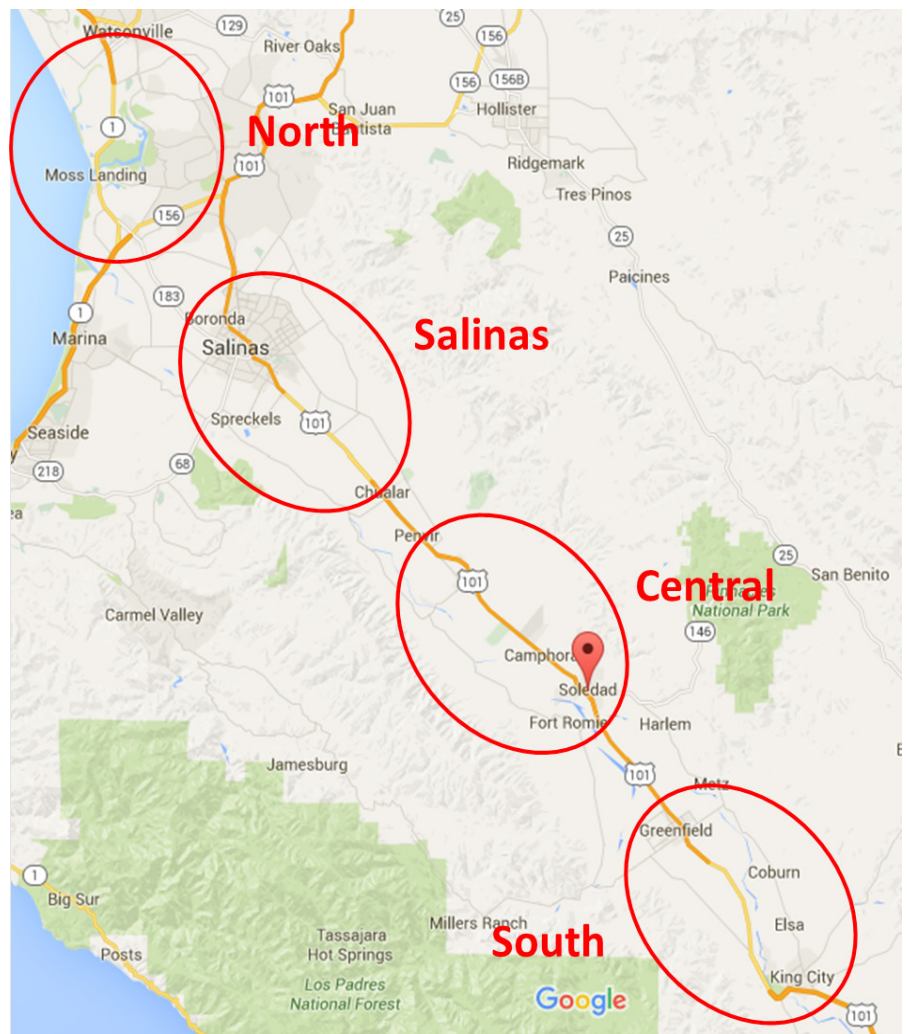 Watsonville
129
River Oaks
25
156
101
156
156B
San Juan
Bautista
Hollister
1
North
101
Ridgemark
Moss Landing
Tres Pinos
156
25
Paicines
183
1
Boronda
Salinas
Marina
Salinas
Spreckels
101
Seaside
68
218
Chualar
Penvir
25
101
San Benito
Central
Pinnacles
National Park
Carmel Valley
146
Camphora
Soledad
Fort Romie
Harlem
Jamesburg
101
Metz
Greenfield
1
Coburn
Big Sur
Millers Ranch
Elsa
Tassajara
Hot Springs
South
Posts
King City
Los Padres
National Forest
Google
101